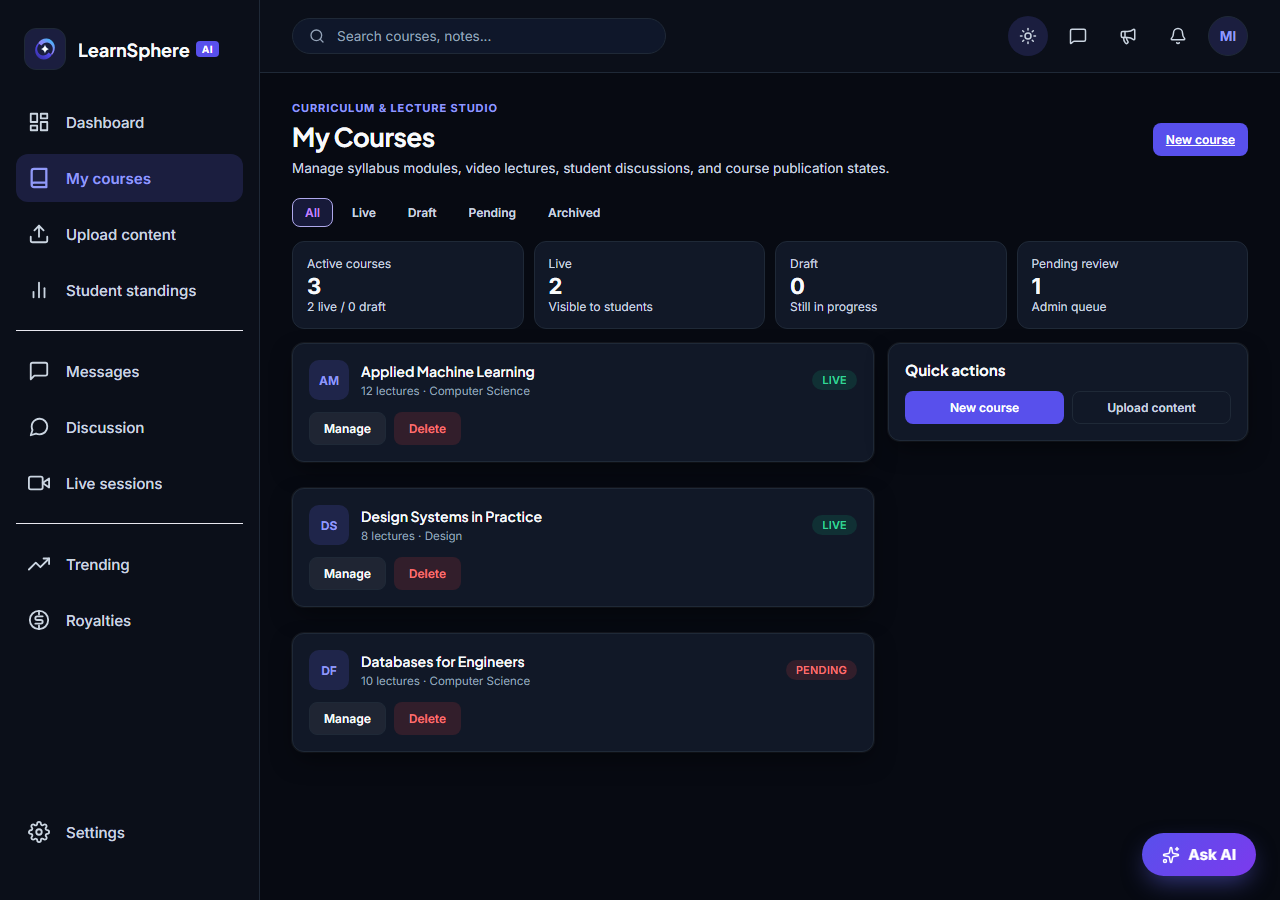 LearnSphere AI
Search courses, notes...
MI
Dashboard
My courses
Upload content
Student standings
Messages
Discussion
Live sessions
Trending
Royalties
Settings
CURRICULUM & LECTURE STUDIO
My Courses
Manage syllabus modules, video lectures, student discussions, and course publication states.
New course
All Live Draft Pending Archived
Active courses
3
2 live / 0 draft
Live
2
Visible to students
Draft
0
Still in progress
Pending review
1
Admin queue
AM
Applied Machine Learning
12 lectures · Computer Science
LIVE
Manage Delete
DS
Design Systems in Practice
8 lectures · Design
LIVE
Manage Delete
DF
Databases for Engineers
10 lectures · Computer Science
PENDING
Manage Delete
Quick actions
New course Upload content
Ask AI